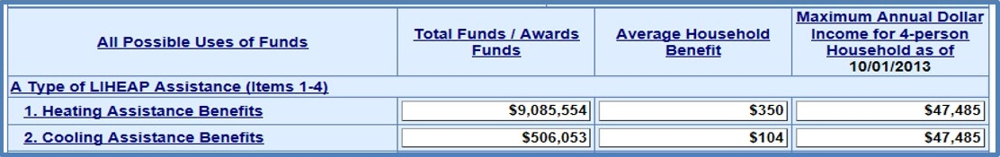 All Possible Uses of Funds
Total Funds / Awards
Funds
Average Household
Benefit
Maximum Annual Dollar
Income for 4-person
Household as of
10/01/2013
A Type of LIHEAP Assistance (Items 1-4)
1. Heating Assistance Benefits $9,085,554 $350 $47,485
2. Cooling Assistance Benefits $506,053 $104 $47,485